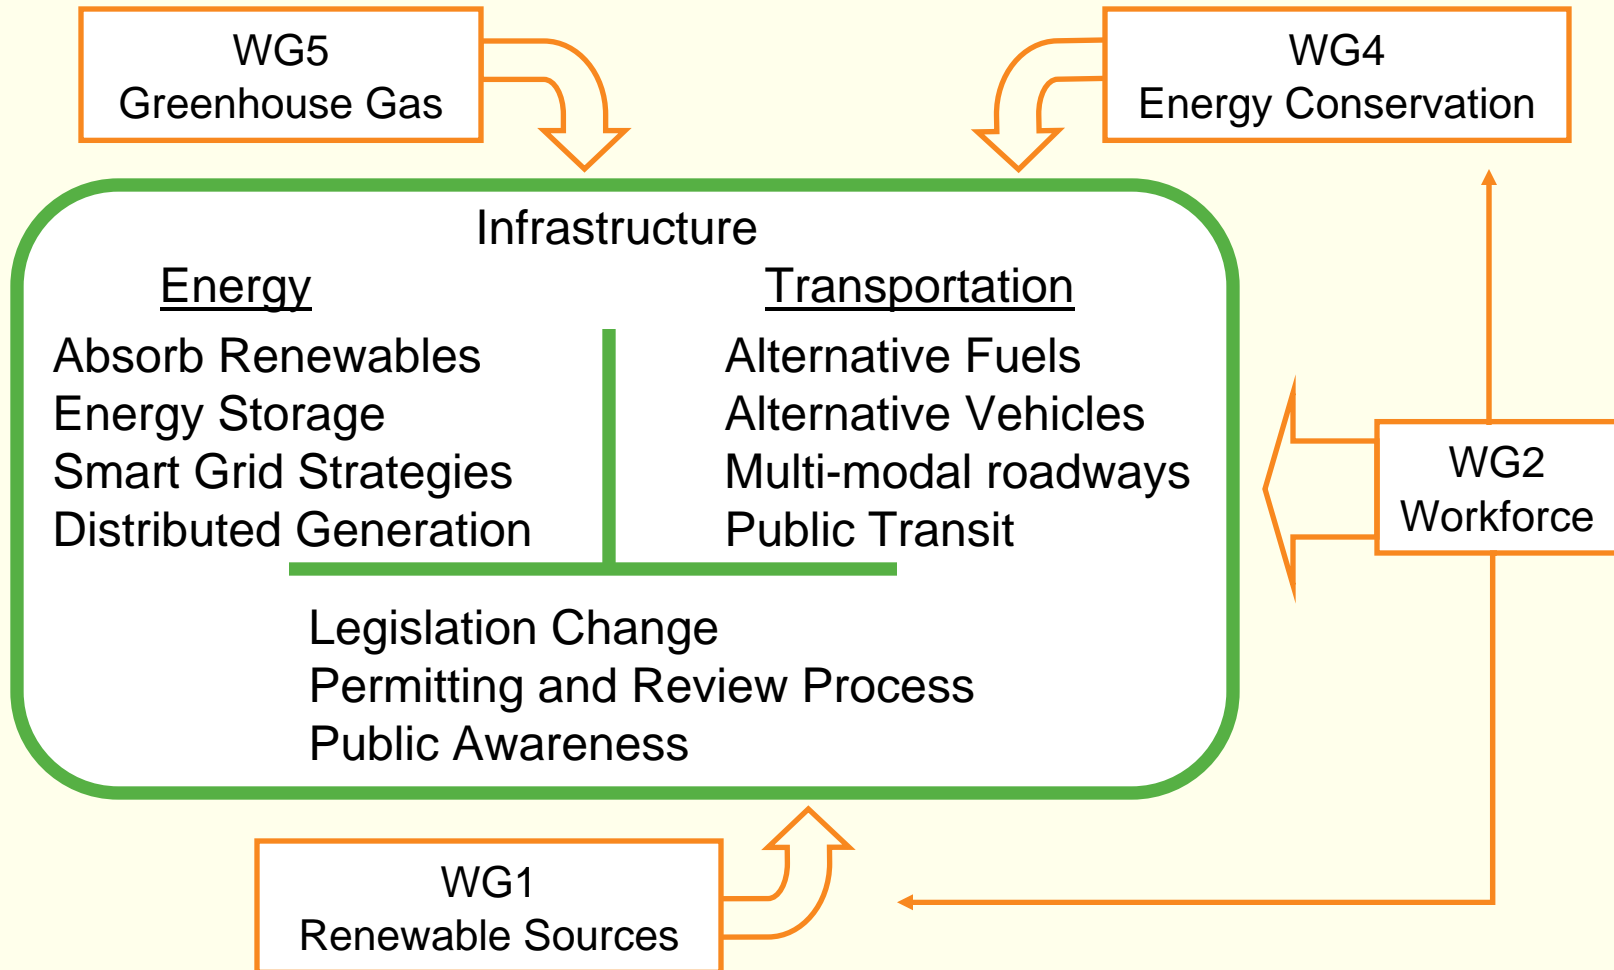 WG5
Greenhouse Gas
WG4
Energy Conservation
Infrastructure
Energy
Absorb Renewables
Energy Storage
Smart Grid Strategies
Distributed Generation
Transportation
Alternative Fuels
Alternative Vehicles
Multi-modal roadways
Public Transit
Legislation Change
Permitting and Review Process
Public Awareness
WG2
Workforce
WG1
Renewable Sources